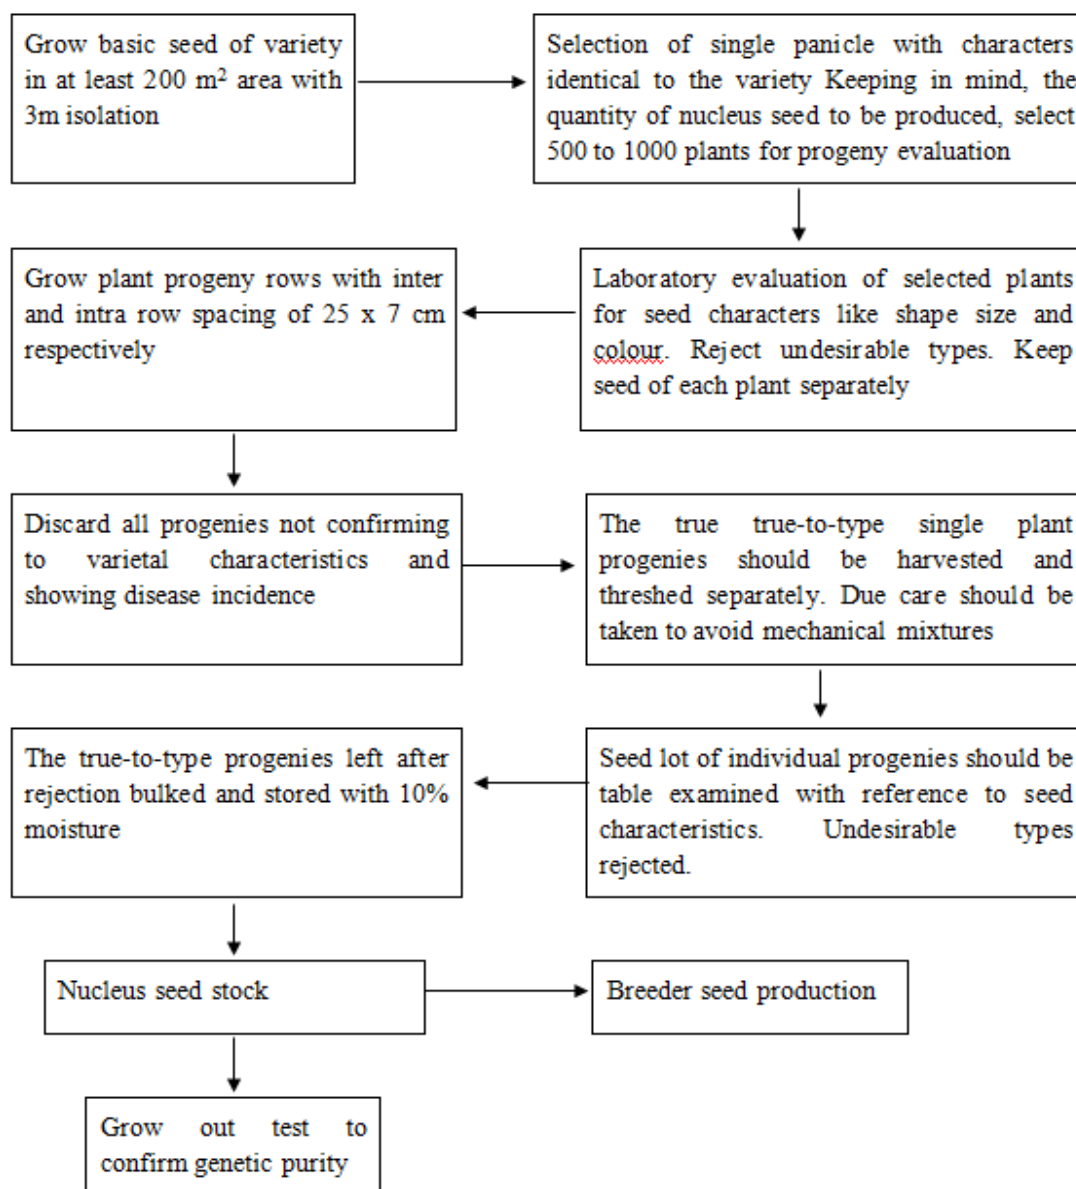 Grow basic seed of variety
in at least 200 m² area with
3m isolation
Selection of single panicle with characters
identical to the variety Keeping in mind, the
quantity of nucleus seed to be produced, select
500 to 1000 plants for progeny evaluation
Laboratory evaluation of selected plants
for seed characters like shape size and
colour. Reject undesirable types. Keep
seed of each plant separately
Grow plant progeny rows with inter
and intra row spacing of 25 x 7 cm
respectively
Discard all progenies not confirming
to varietal characteristics and
showing disease incidence
The true true-to-type single plant
progenies should be harvested and
threshed separately. Due care should be
taken to avoid mechanical mixtures
Seed lot of individual progenies should be
table examined with reference to seed
characteristics. Undesirable types
rejected.
The true-to-type progenies left after
rejection bulked and stored with 10%
moisture
Nucleus seed stock
Breeder seed production
Grow out test to
confirm genetic purity